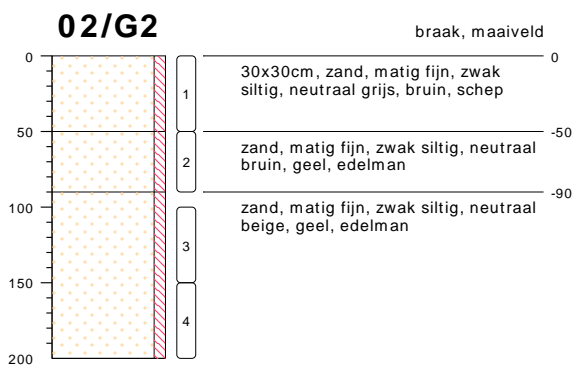 02/G2
braak, maaiveld
0
0
30x30cm, zand, matig fijn, zwak
siltig, neutraal grijs, bruin, schep
1
50
-50
zand, matig fijn, zwak siltig, neutraal
bruin, geel, edelman
2
-90
100
zand, matig fijn, zwak siltig, neutraal
beige, geel, edelman
3
150
4
200